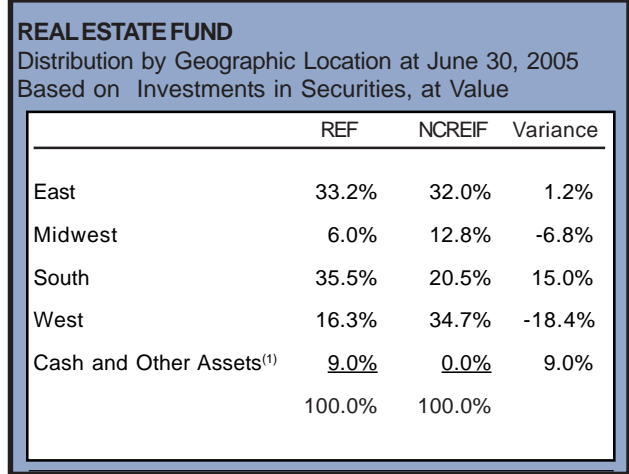 REAL ESTATE FUND
Distribution by Geographic Location at June 30, 2005
Based on Investments in Securities, at Value
REF NCREIF Variance
East 33.2% 32.0% 1.2%
Midwest 6.0% 12.8% -6.8%
South 35.5% 20.5% 15.0%
West 16.3% 34.7% -18.4%
Cash and Other Assets(1) 9.0% 0.0% 9.0%
100.0% 100.0%